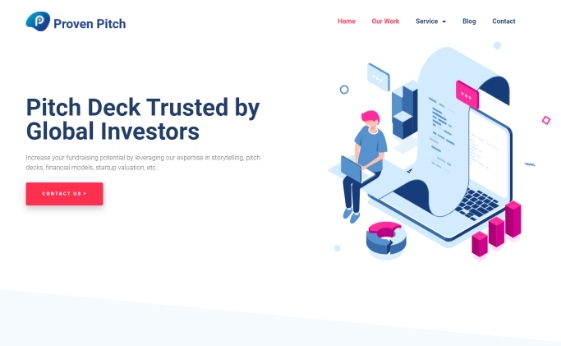 Proven Pitch
Home Our Work Service Blog Contact
Pitch Deck Trusted by
Global Investors
Increase your fundraising potential by leveraging our expertise in storytelling, pitch
decks, financial models, startup valuation, etc.
CONTACT US